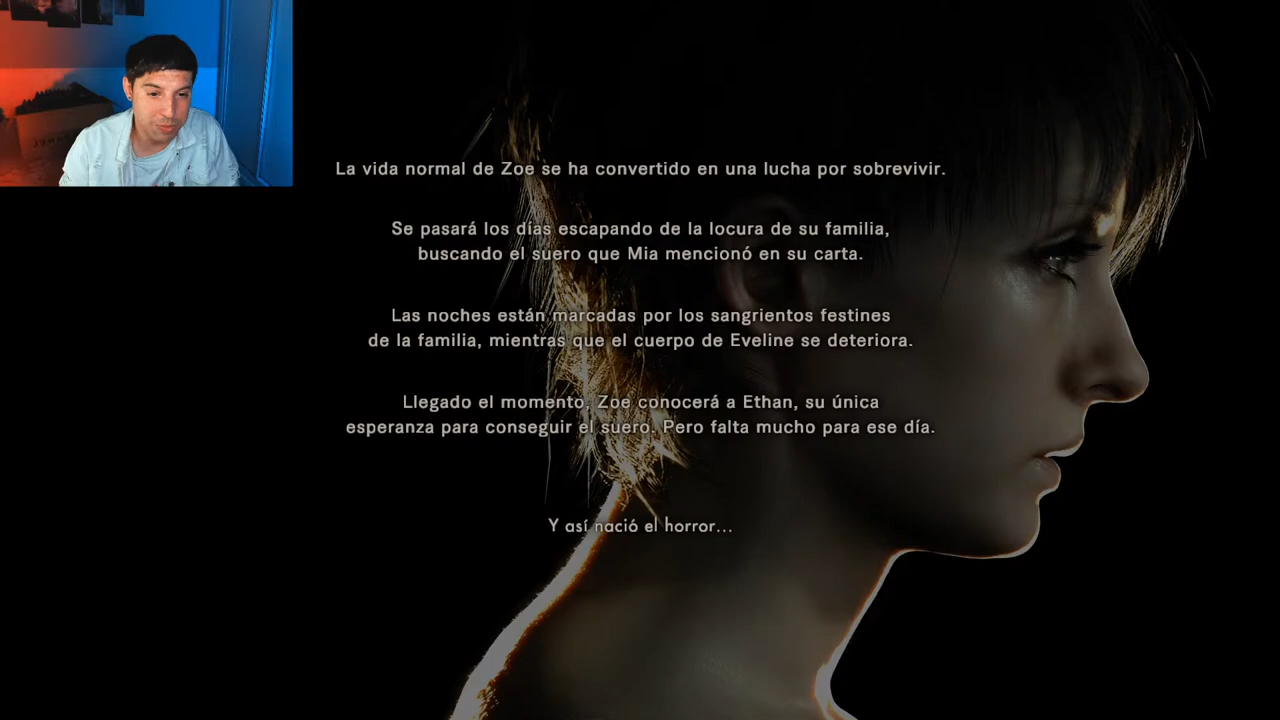 La vida normal de Zoe se ha convertido en una lucha por sobrevivir.
Se pasará los días escapando de la locura de su familia,
buscando el suero que Mia mencionó en su carta.
Las noches están marcadas por los sangrientos festines
de la familia, mientras que el cuerpo de Eveline se deteriora.
Llegado el momento, Zoe conocerá a Ethan, su única
esperanza para conseguir el suero. Pero falta mucho para ese día.
Y así nació el horror...